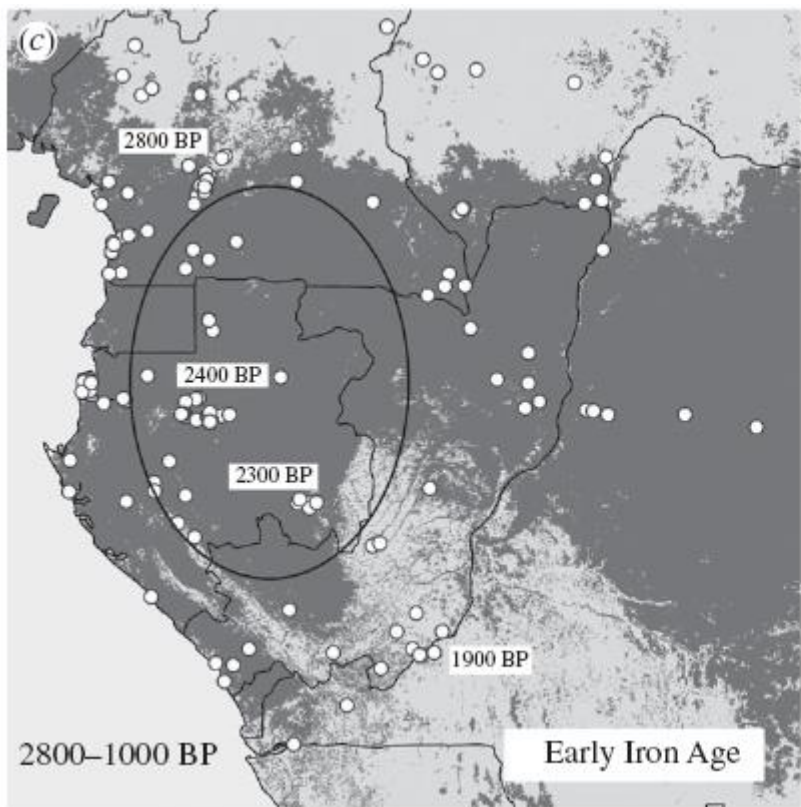 (c)
2800 BP
2400 BP
2300 BP
1900 BP
2800–1000 BP
Early Iron Age